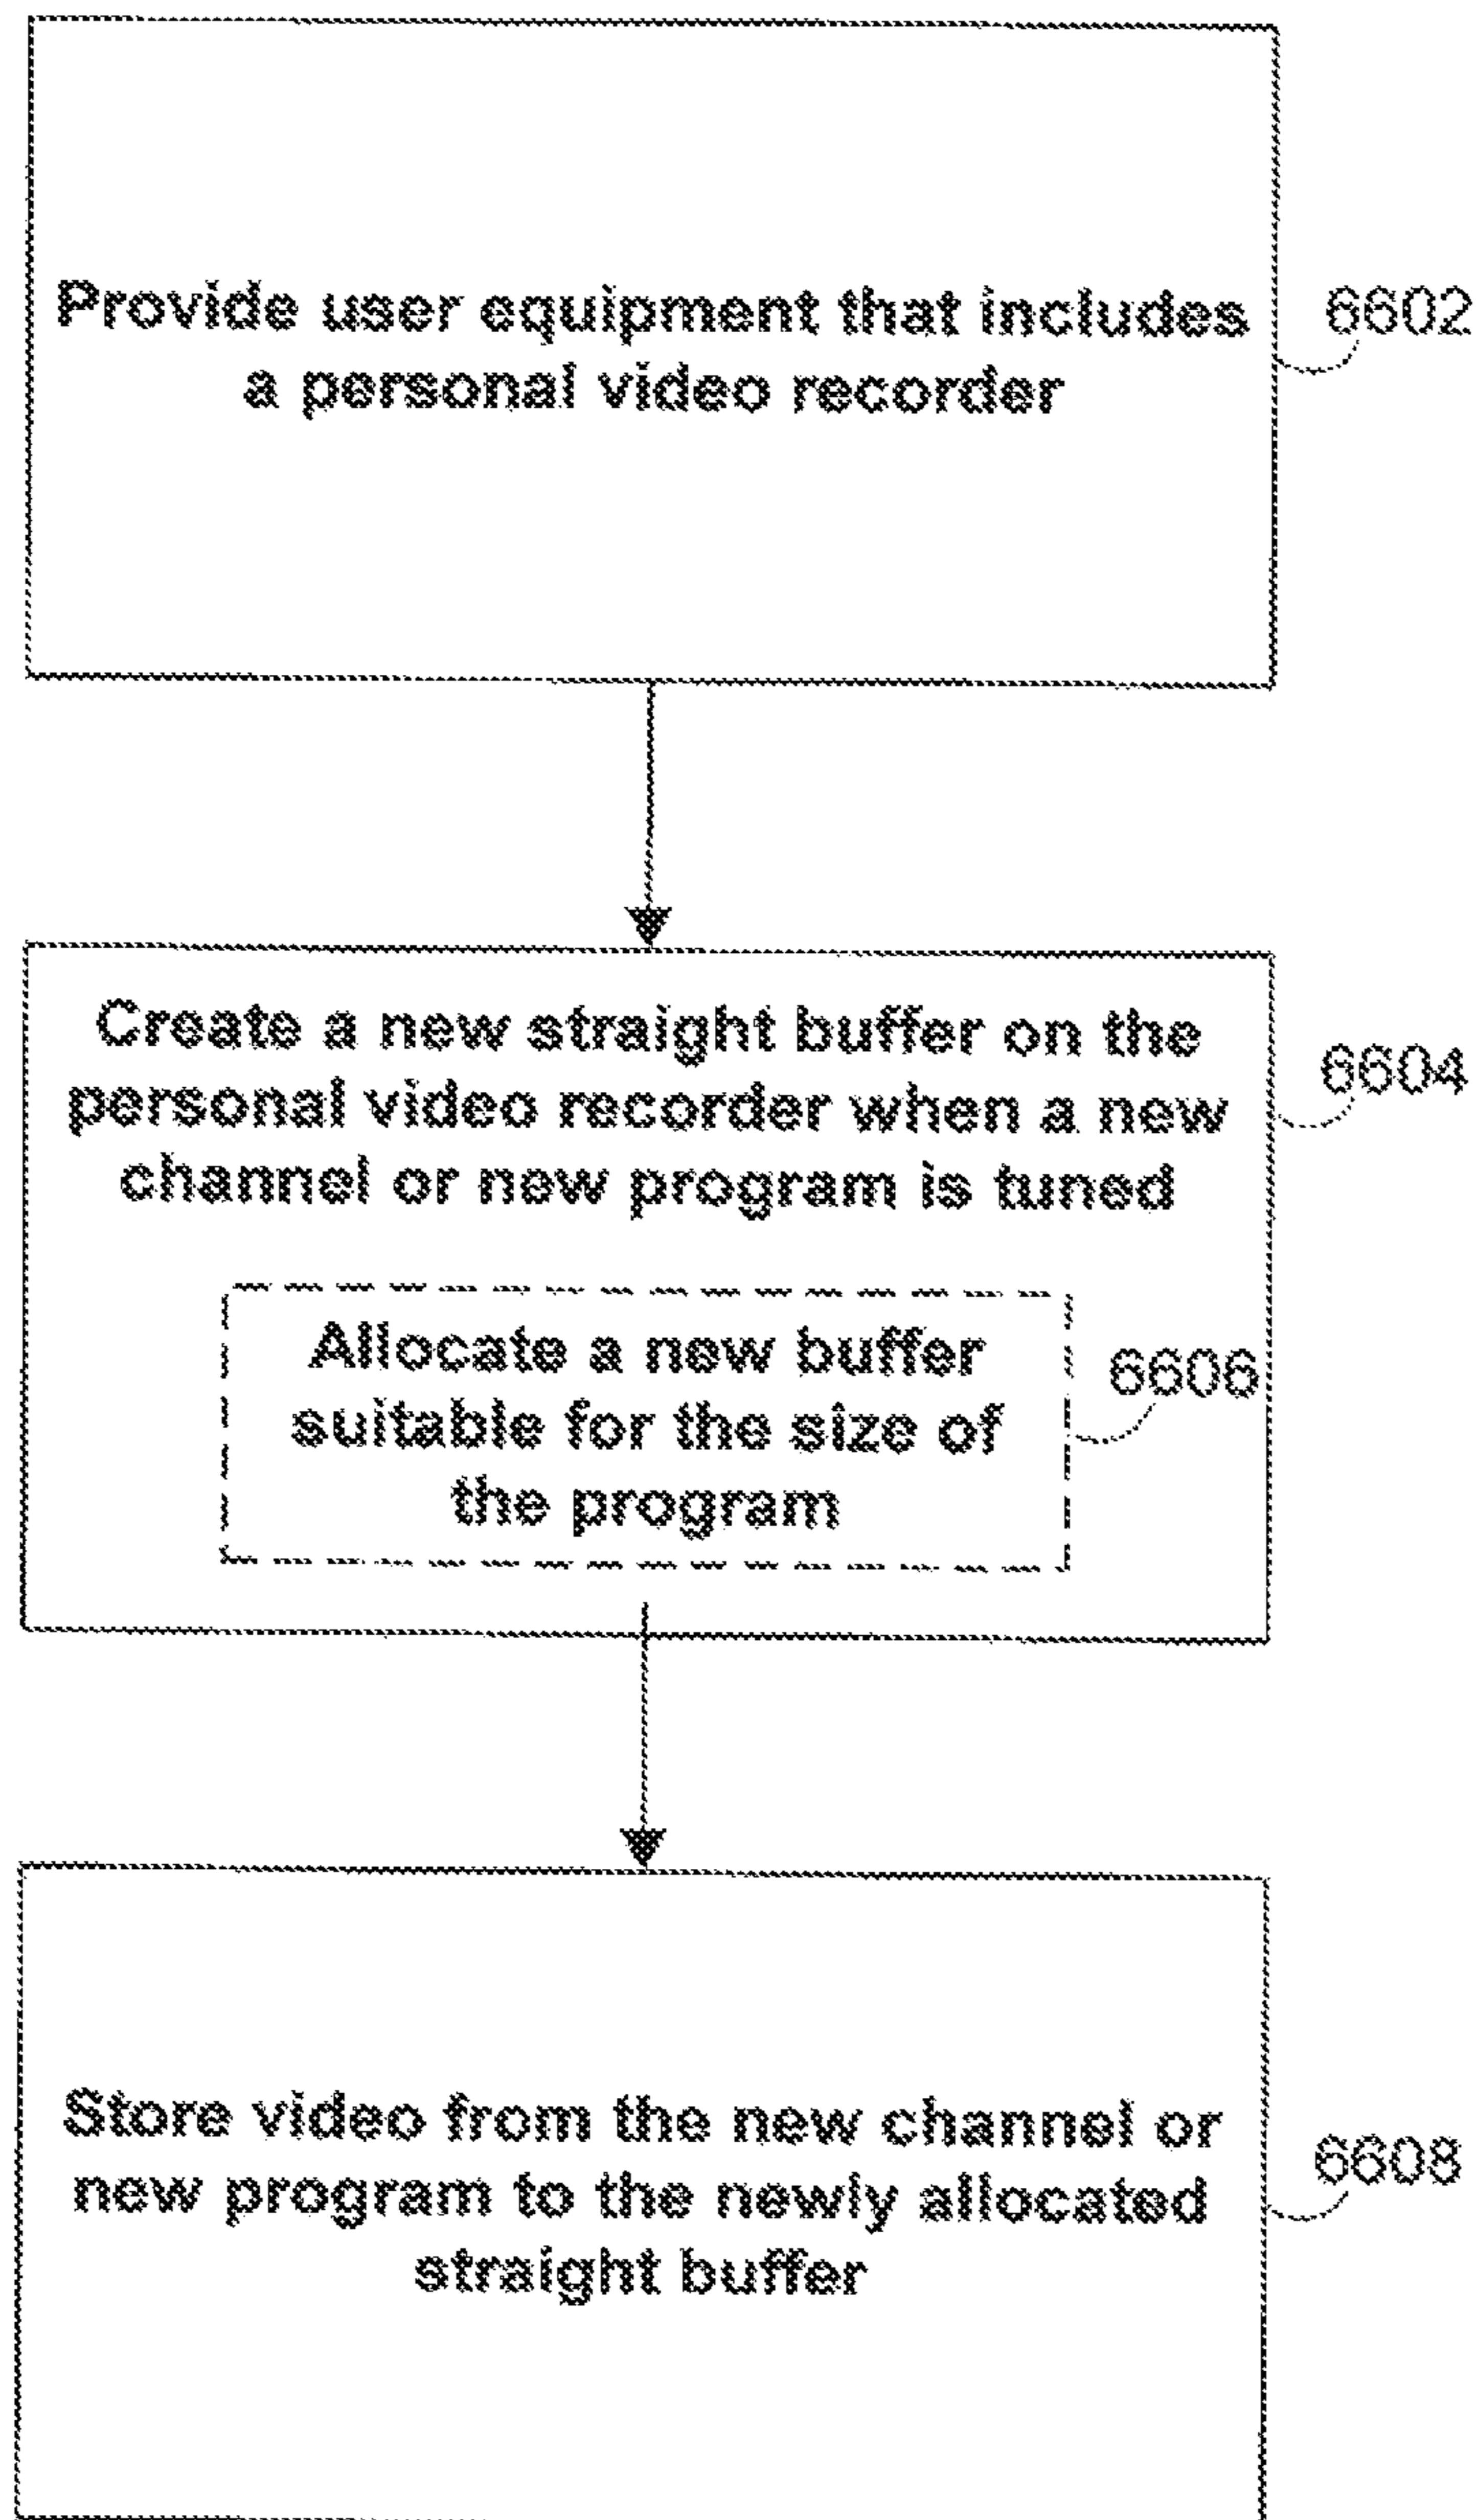 Provide user equipment that includes
a personal video recorder
6602
Create a new straight buffer on the
personal video recorder when a new
channel or new program is tuned
6604
Allocate a new buffer
suitable for the size of
the program
6606
Store video from the new channel or
new program to the newly allocated
straight buffer
6608